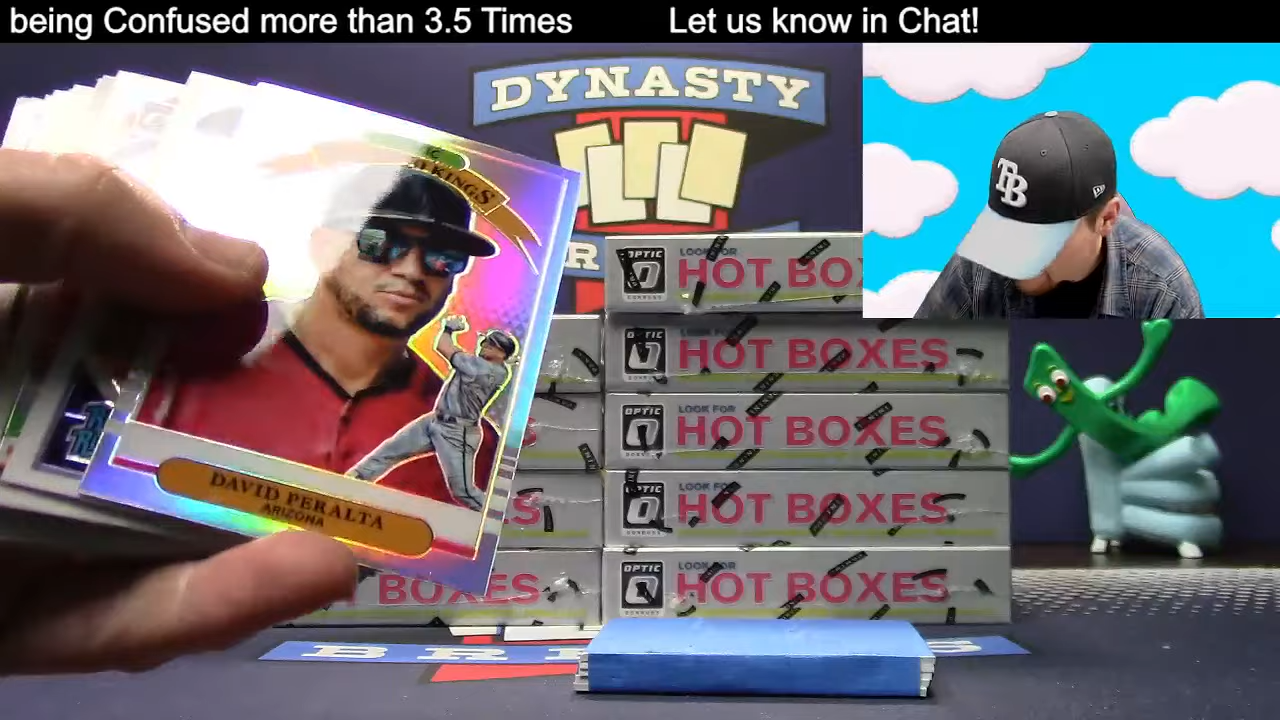 being Confused more than 3.5 Times
Let us know in Chat!
DYNASTY
KINGS
TB
DAVID PERALTA
ARIZONA
OPTIC
LOOK FOR
HOT BOX
OPTIC
LOOK FOR
HOT BOXES
OPTIC
LOOK FOR
HOT BOXES
OPTIC
LOOK FOR
HOT BOXES
OPTIC
LOOK FOR
HOT BOXES
BOXES
BR